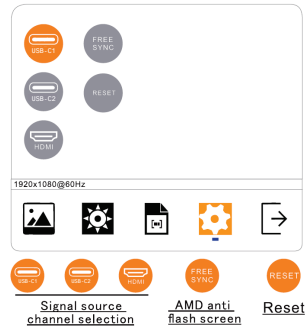 USB-C1
FREE
SYNC
USB-C2
RESET
HDMI
1920x1080@60Hz
USB-C1
USB-C2
HDMI
FREE
SYNC
RESET
Signal source
channel selection
AMD anti
flash screen
Reset